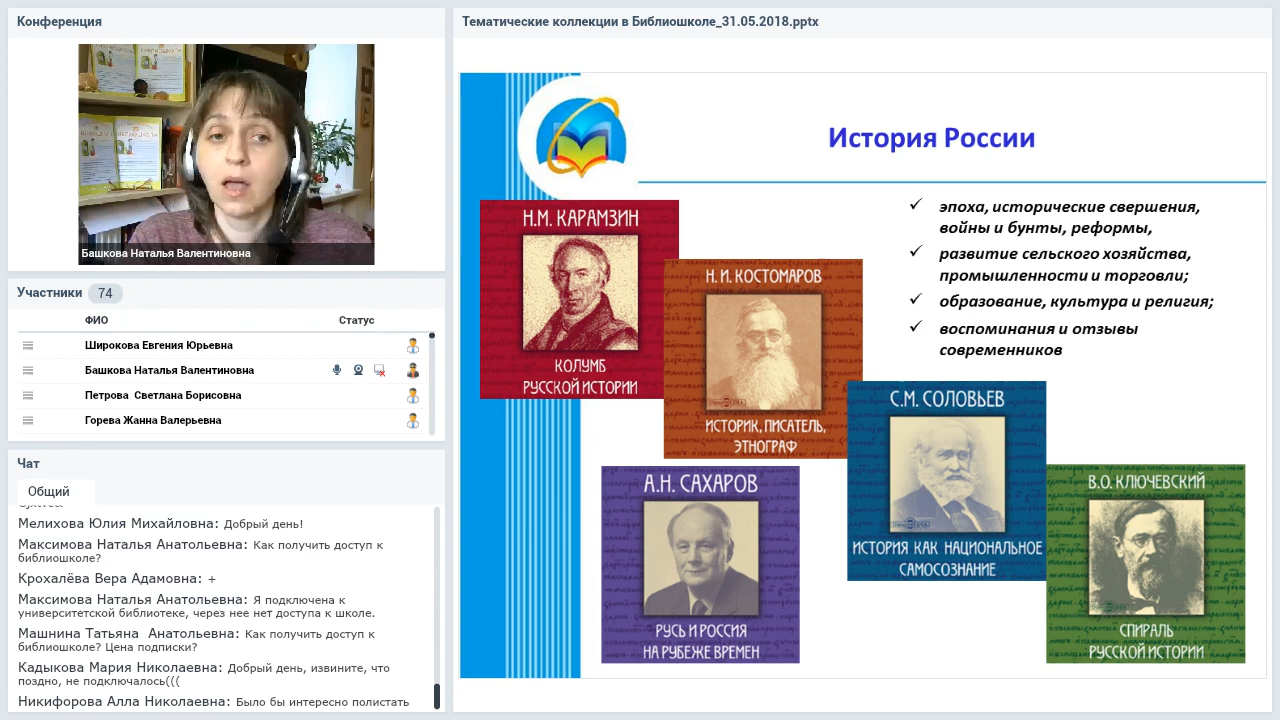 Конференция
Башкова Наталья Валентиновна
Участники 74
ФИО Статус
Широкова Евгения Юрьевна
Башкова Наталья Валентиновна
Петрова Светлана Борисовна
Горева Жанна Валерьевна
Чат
Общий
Мелихова Юлия Михайловна: Добрый день!
Максимова Наталья Анатольевна: Как получить доступ к
библиошколе?
Крохалёва Вера Адамовна: +
Максимова Наталья Анатольевна: Я подключена к
университетской библиотеке, через нее нет доступа к школе.
Машнина Татьяна Анатольевна: Как получить доступ к
библиошколе? Цена подписки?
Кадыкова Мария Николаевна: Добрый день, извините, что
поздно, не подключалось(((
Никифорова Алла Николаевна: Было бы интересно полистать
Тематические коллекции в Библиошколе_31.05.2018.pptx
История России
✓ эпоха, исторические свершения,
войны и бунты, реформы,
✓ развитие сельского хозяйства,
промышленности и торговли;
✓ образование, культура и религия;
✓ воспоминания и отзывы
современников
Н.М. КАРАМЗИН
КОЛУМБ
РУССКОЙ ИСТОРИИ
Н. И. КОСТОМАРОВ
ИСТОРИК, ПИСАТЕЛЬ,
ЭТНОГРАФ
С.М. СОЛОВЬЕВ
ИСТОРИЯ КАК НАЦИОНАЛЬНОЕ
САМОСОЗНАНИЕ
А.Н. САХАРОВ
РУСЬ И РОССИЯ
НА РУБЕЖЕ ВРЕМЕН
В.О. КЛЮЧЕВСКИЙ
СПИРАЛЬ
РУССКОЙ ИСТОРИИ